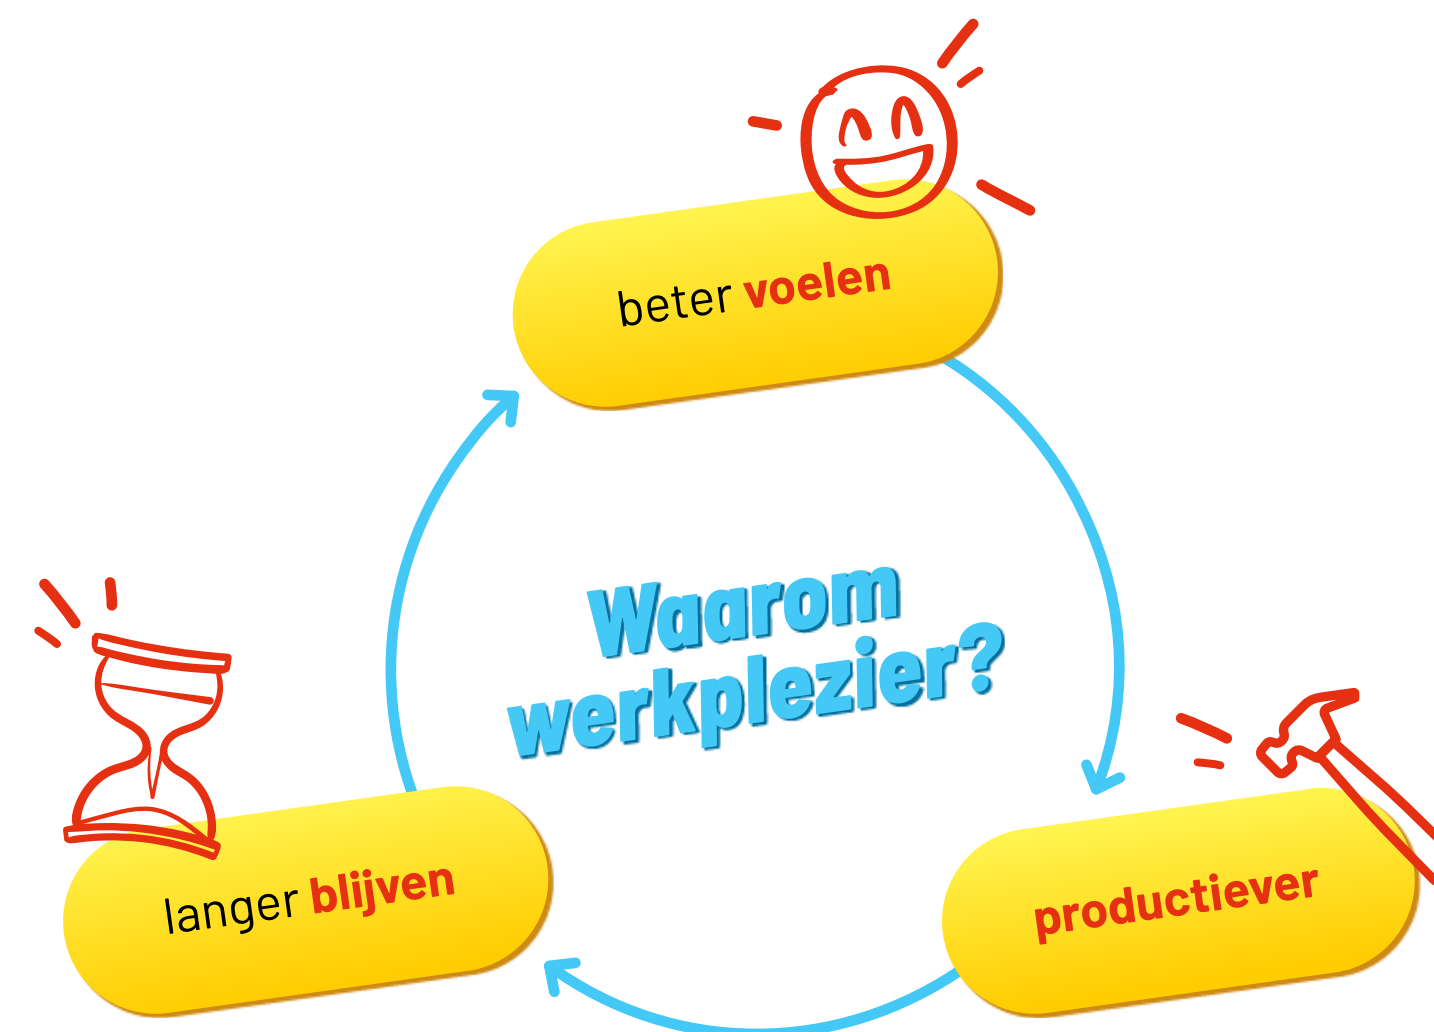 beter voelen
Waarom
werkplezier?
langer blijven
productiever